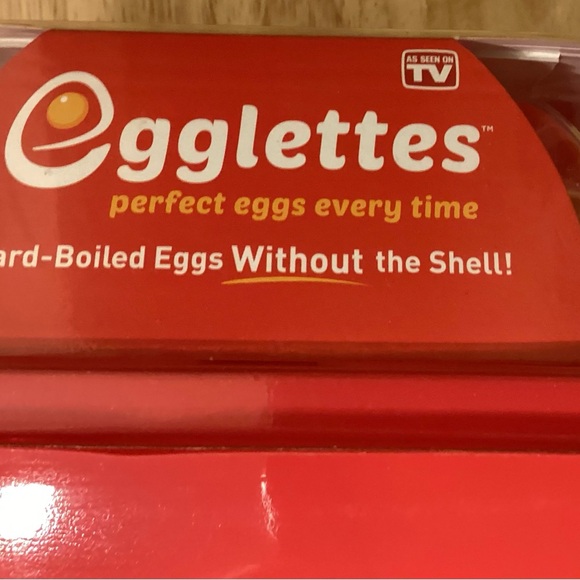 AS SEEN ON
TV
egglettes™
perfect eggs every time
ard-Boiled Eggs Without the Shell!